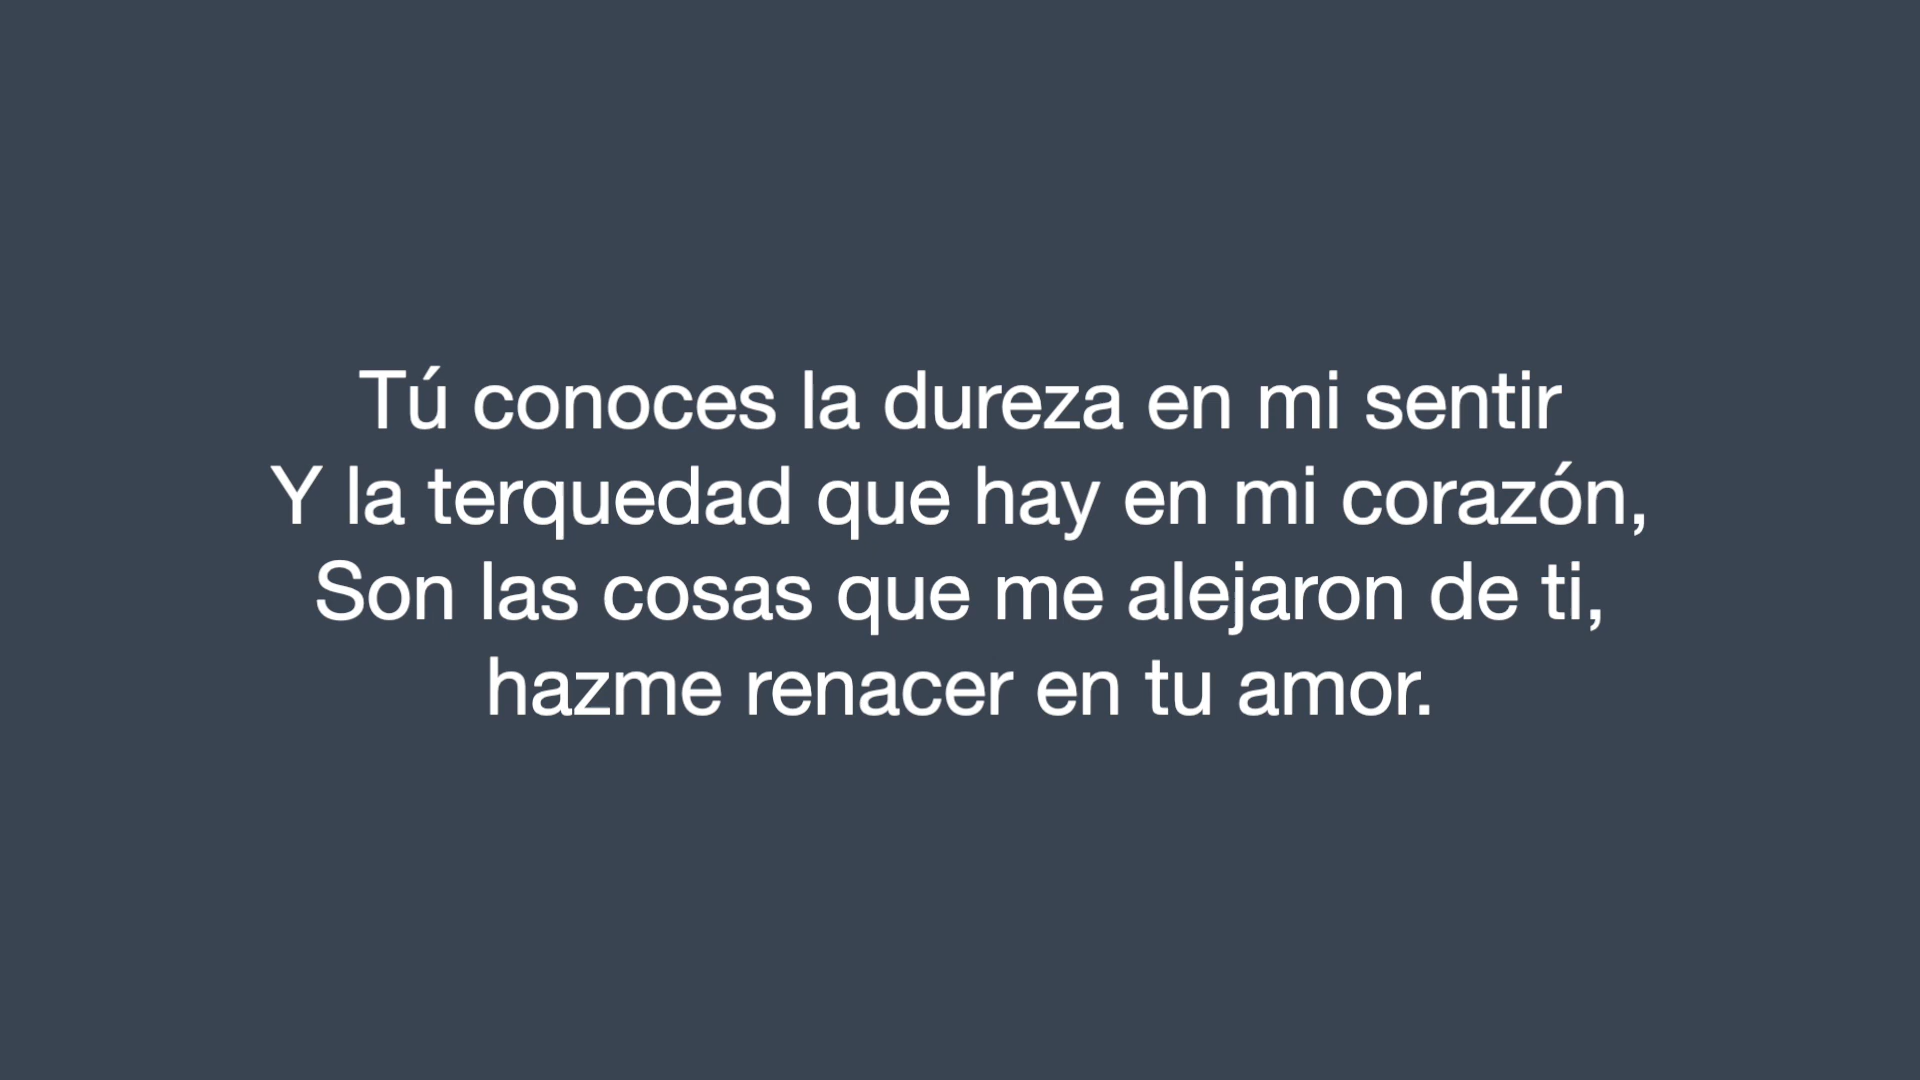 Tú conoces la dureza en mi sentir
Y la terquedad que hay en mi corazón,
Son las cosas que me alejaron de ti,
hazme renacer en tu amor.